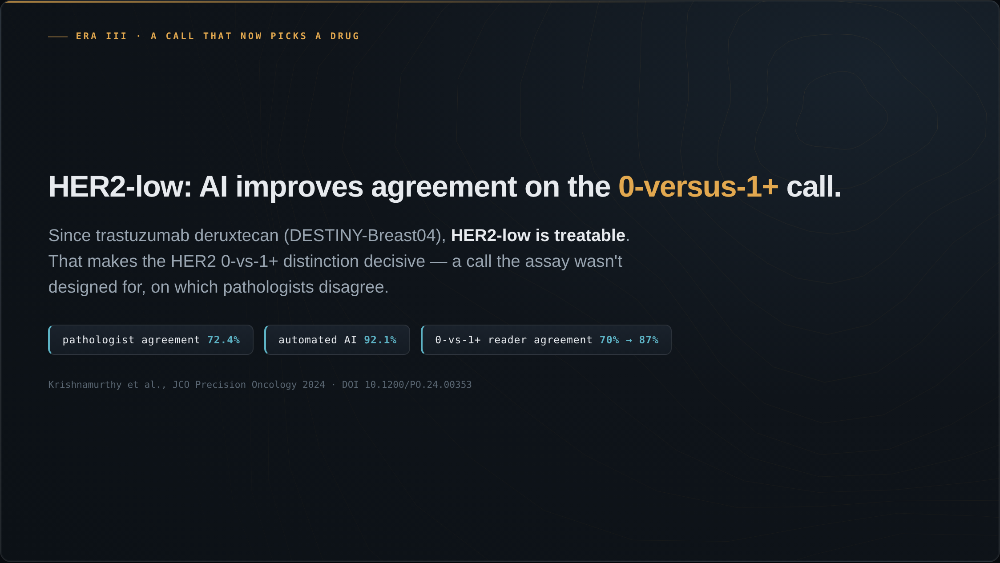 ERA III · A CALL THAT NOW PICKS A DRUG
HER2-low: AI improves agreement on the 0-versus-1+ call.
Since trastuzumab deruxtecan (DESTINY-Breast04), HER2-low is treatable.
That makes the HER2 0-vs-1+ distinction decisive — a call the assay wasn't
designed for, on which pathologists disagree.
pathologist agreement 72.4%
automated AI 92.1%
0-vs-1+ reader agreement 70% → 87%
Krishnamurthy et al., JCO Precision Oncology 2024 · DOI 10.1200/PO.24.00353